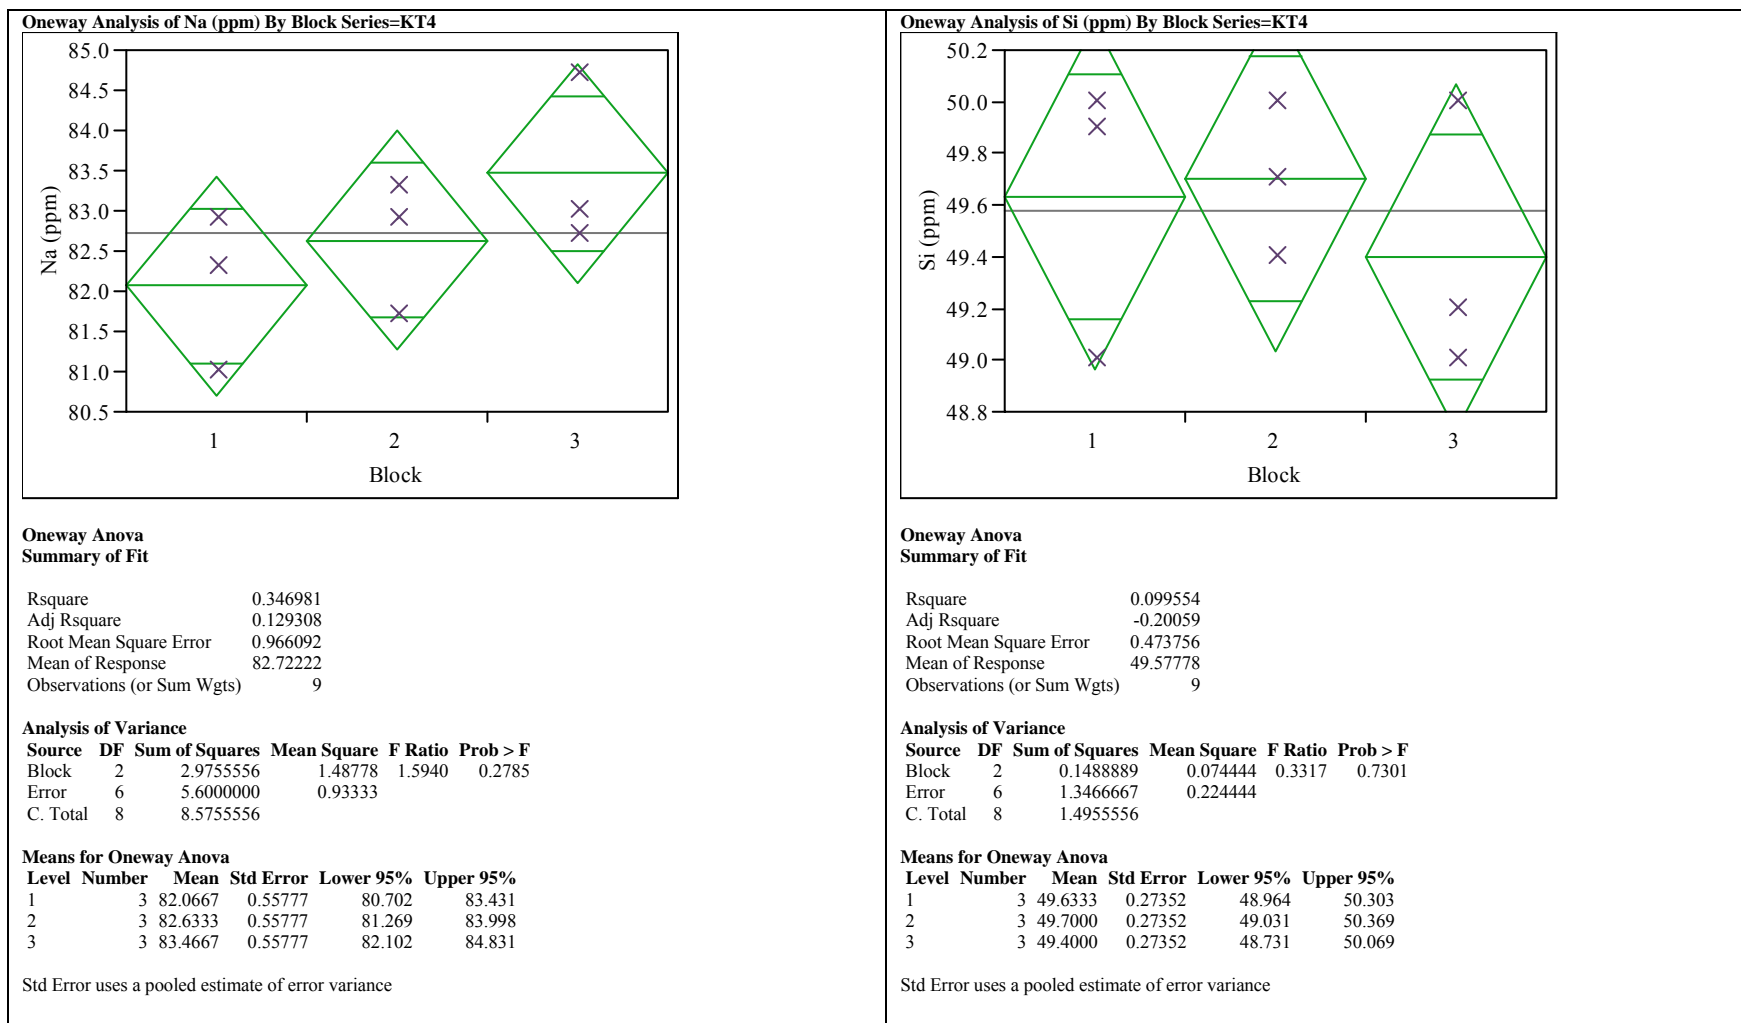 Oneway Analysis of Na (ppm) By Block Series=KT4
85.0
84.5
84.0
83.5
83.0
82.5
82.0
81.5
81.0
80.5
Na (ppm)
1 2 3
Block
Oneway Anova
Summary of Fit
Rsquare 0.346981
Adj Rsquare 0.129308
Root Mean Square Error 0.966092
Mean of Response 82.72222
Observations (or Sum Wgts) 9
Analysis of Variance
Source DF Sum of Squares Mean Square F Ratio Prob > F
Block 2 2.9755556 1.48778 1.5940 0.2785
Error 6 5.6000000 0.93333
C. Total 8 8.5755556
Means for Oneway Anova
Level Number Mean Std Error Lower 95% Upper 95%
1 3 82.0667 0.55777 80.702 83.431
2 3 82.6333 0.55777 81.269 83.998
3 3 83.4667 0.55777 82.102 84.831
Std Error uses a pooled estimate of error variance
Oneway Analysis of Si (ppm) By Block Series=KT4
50.2
50.0
49.8
49.6
49.4
49.2
49.0
48.8
Si (ppm)
1 2 3
Block
Oneway Anova
Summary of Fit
Rsquare 0.099554
Adj Rsquare -0.20059
Root Mean Square Error 0.473756
Mean of Response 49.57778
Observations (or Sum Wgts) 9
Analysis of Variance
Source DF Sum of Squares Mean Square F Ratio Prob > F
Block 2 0.1488889 0.074444 0.3317 0.7301
Error 6 1.3466667 0.224444
C. Total 8 1.4955556
Means for Oneway Anova
Level Number Mean Std Error Lower 95% Upper 95%
1 3 49.6333 0.27352 48.964 50.303
2 3 49.7000 0.27352 49.031 50.369
3 3 49.4000 0.27352 48.731 50.069
Std Error uses a pooled estimate of error variance